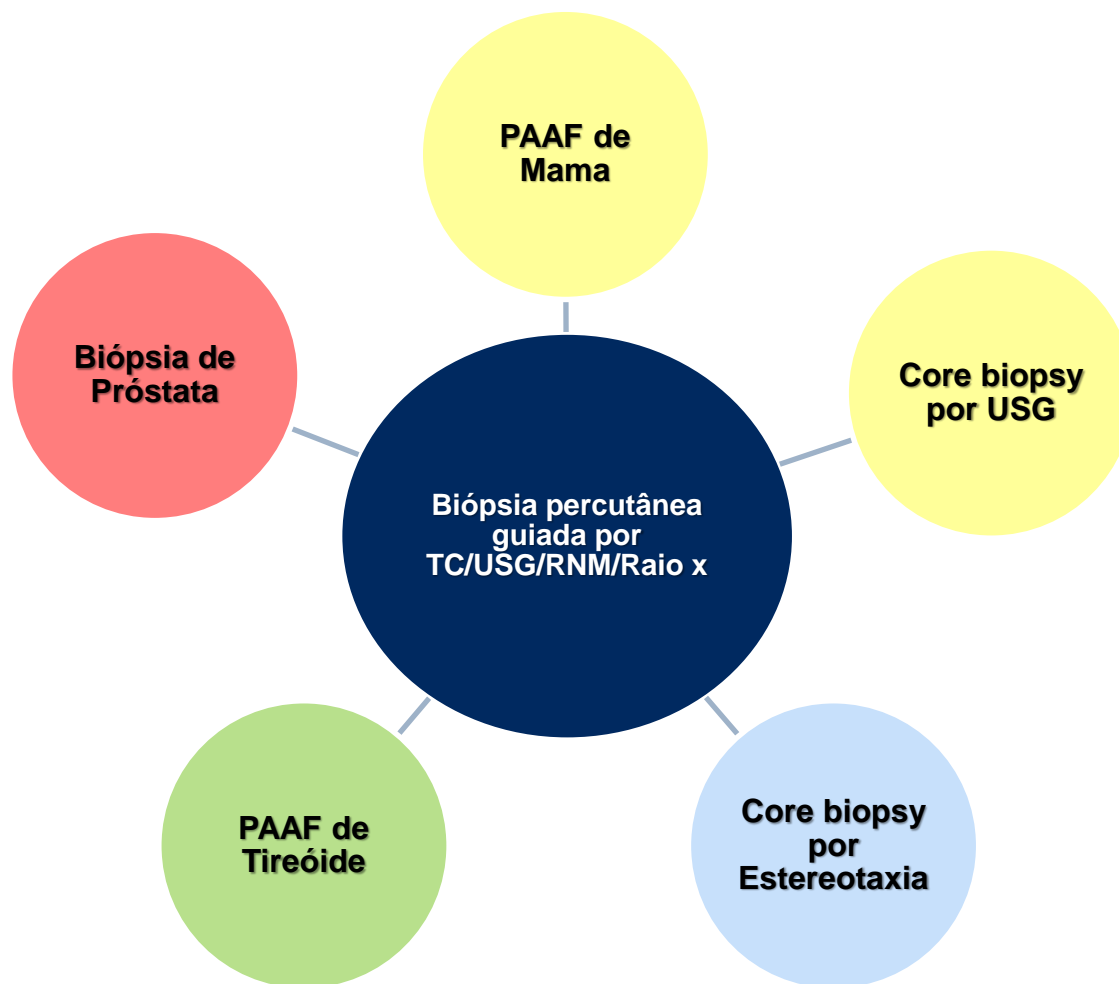 PAAF de
Mama
Biópsia de
Próstata
Core biopsy
por USG
Biópsia percutânea
guiada por
TC/USG/RNM/Raio x
PAAF de
Tireóide
Core biopsy
por
Estereotaxia